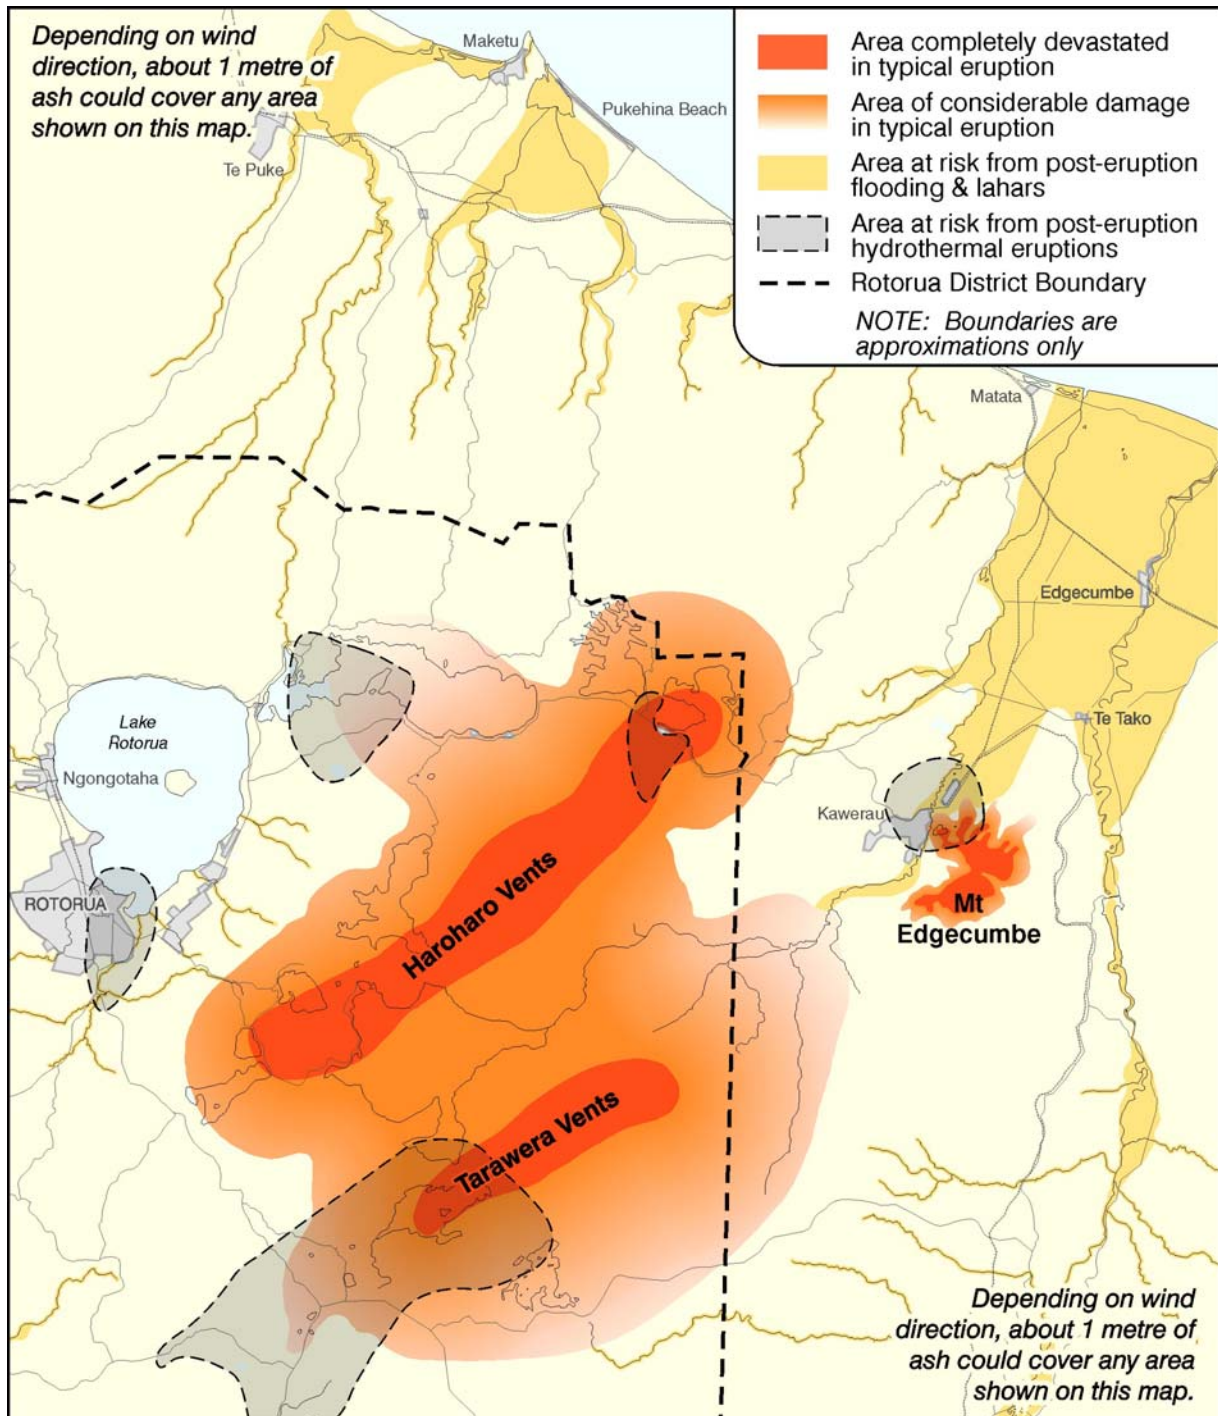 Depending on wind
direction, about 1 metre of
ash could cover any area
shown on this map.
Maketu
Pukehina Beach
Te Puke
Area completely devastated
in typical eruption
Area of considerable damage
in typical eruption
Area at risk from post-eruption
flooding & lahars
Area at risk from post-eruption
hydrothermal eruptions
Rotorua District Boundary
NOTE: Boundaries are
approximations only
Matata
Edgecumbe
Te Tako
Lake
Rotorua
Ngongotaha
Kawerau
ROTORUA
Mt
Edgecumbe
Haroharo Vents
Tarawera Vents
Depending on wind
direction, about 1 metre of
ash could cover any area
shown on this map.